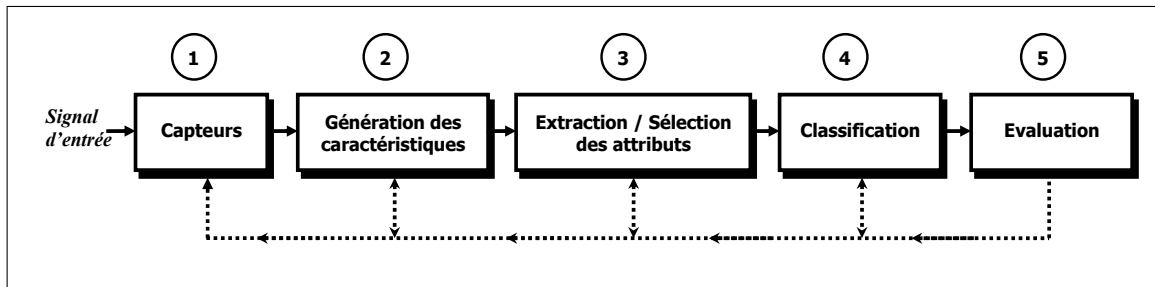 1
2
3
4
5
Signal
d'entrée
Capteurs
Génération des
caractéristiques
Extraction / Sélection
des attributs
Classification
Evaluation